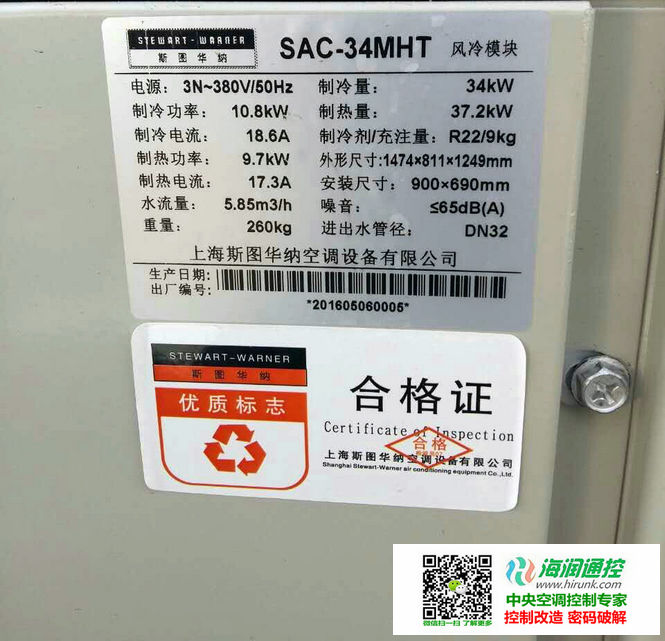 STEWART-WARNER
斯图华纳
SAC-34MHT 风冷模块
电源: 3N~380V/50Hz 制冷量: 34kW
制冷功率: 10.8kW 制热量: 37.2kW
制冷电流: 18.6A 制冷剂/充注量: R22/9kg
制热功率: 9.7kW 外形尺寸:1474×811×1249mm
制热电流: 17.3A 安装尺寸: 900×690mm
水流量: 5.85m3/h 噪音: ≤65dB(A)
重量: 260kg 进出水管径: DN32
上海斯图华纳空调设备有限公司
生产日期:
出厂编号:
*201605060005*
STEWART-WARNER
斯图华纳
优质标志
合格证
Certificate of Inspection
合格
上海斯图华纳空调设备有限公司
Shanghai Stewart-Warner air conditioning equipment Co.,Ltd.
微信扫一扫 了解更多
海润通控
www.hirunk.com
中央空调控制专家
控制改造 密码破解